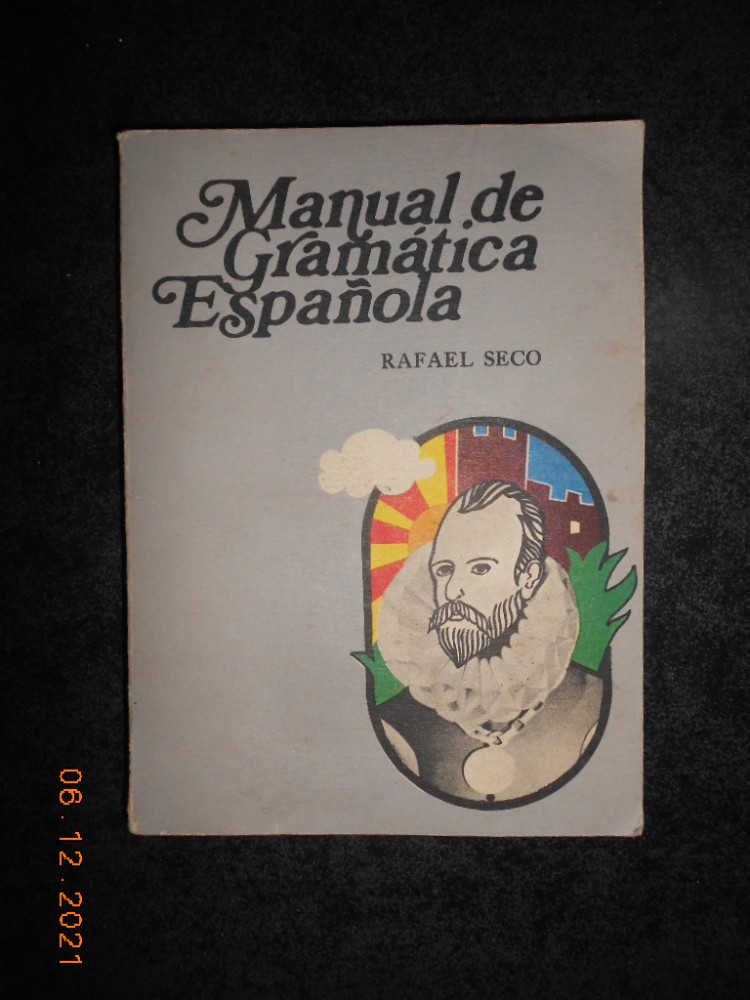 Manual de
Gramática
Española
RAFAEL SECO
06.12.2021